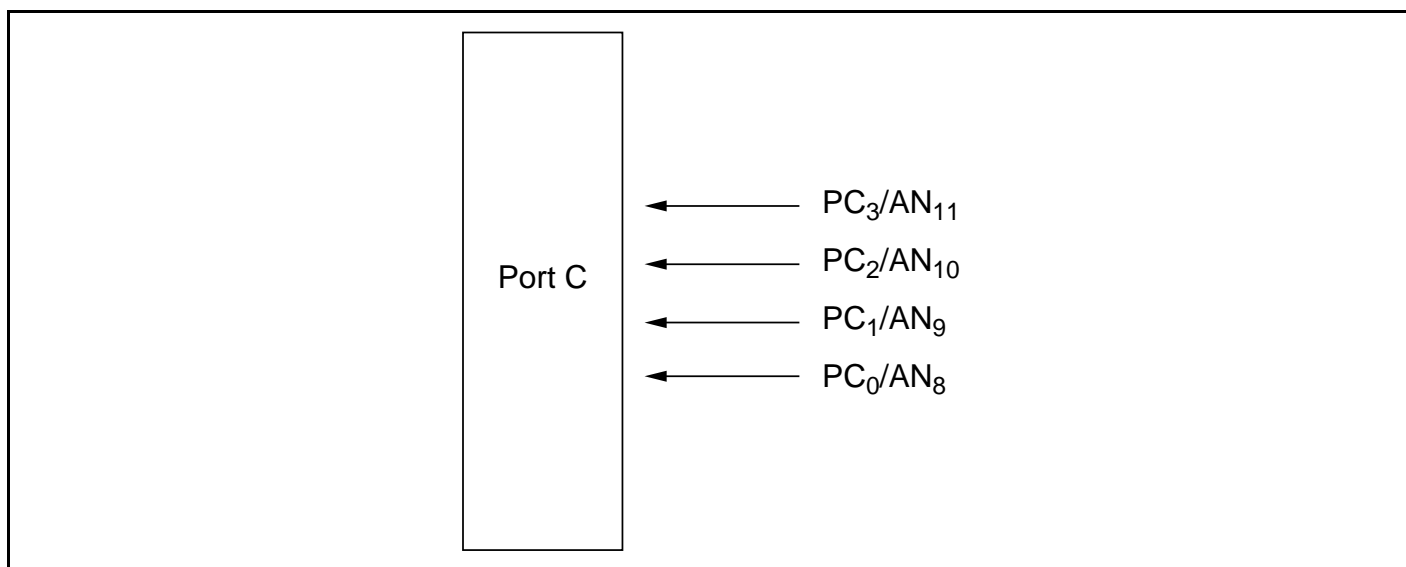 PC₃/AN₁₁
PC₂/AN₁₀
Port C
PC₁/AN₉
PC₀/AN₈